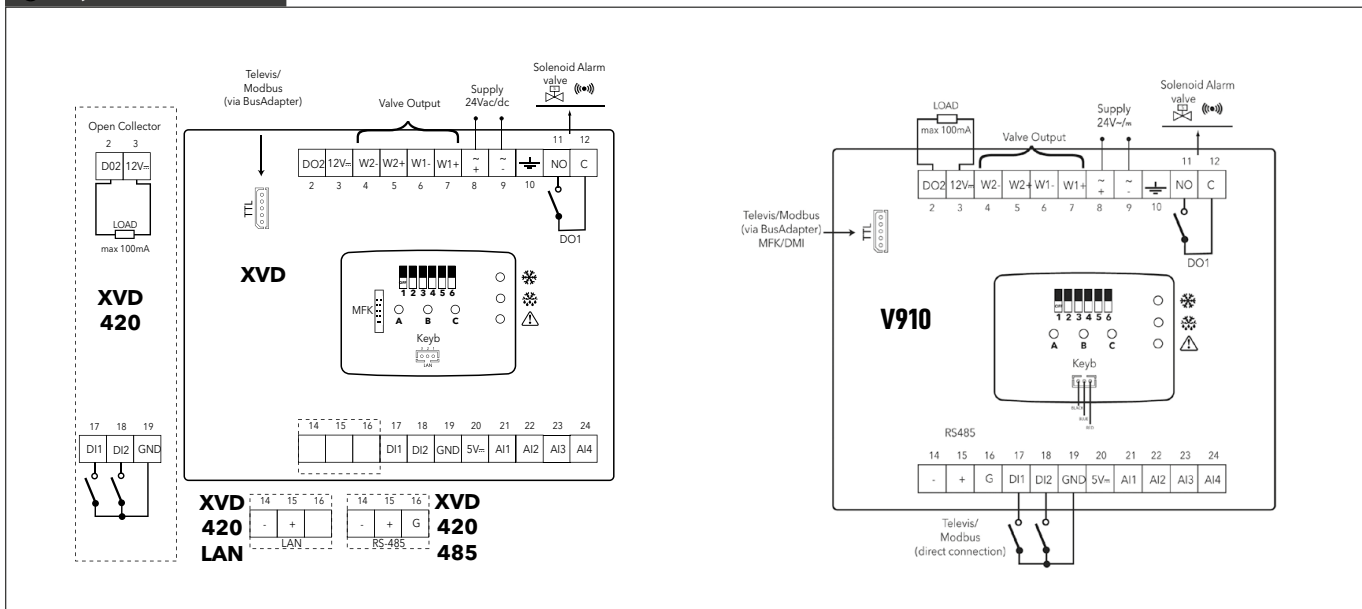 Televis/
Modbus
(via BusAdapter)
Valve Output
Supply
24Vac/dc
Solenoid Alarm
valve
Open Collector
2 3
D02 12V
LOAD
max 100mA
XVD
420
17 18 19
DI1 DI2 GND
11 12
DO2 12V W2- W2+ W1- W1+ ~ + ~ - NO C
2 3 4 5 6 7 8 9 10
DO1
TTL
XVD
OFF
1 2 3 4 5 6
MFK
A B C
Keyb
LAN
14 15 16 17 18 19 20 21 22 23 24
DI1 DI2 GND 5V AI1 AI2 AI3 AI4
XVD
420
LAN
14 15 16
- +
LAN
14 15 16
- + G
RS-485
XVD
420
485
LOAD
max 100mA
Valve Output
Supply
24V~/
Solenoid Alarm
valve
11 12
DO2 12V W2- W2+ W1- W1+ ~ + ~ - NO C
2 3 4 5 6 7 8 9 10
DO1
Televis/Modbus
(via BusAdapter)
MFK/DMI
TTL
V910
OFF
1 2 3 4 5 6
A B C
Keyb
BLACK
BLUE
RED
RS485
14 15 16 17 18 19 20 21 22 23 24
- + G DI1 DI2 GND 5V AI1 AI2 AI3 AI4
Televis/
Modbus
(direct connection)